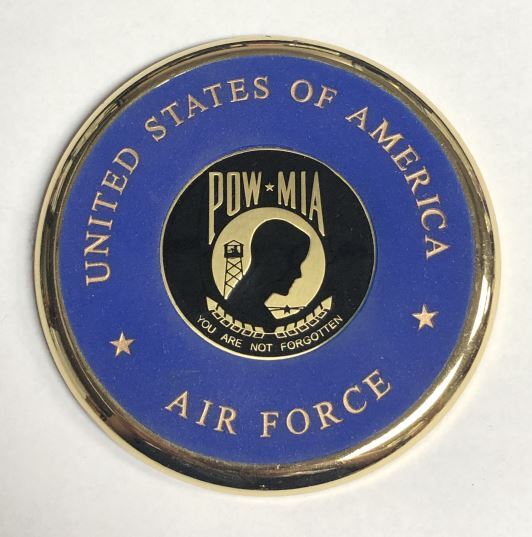 UNITED STATES OF AMERICA
POW★MIA
YOU ARE NOT FORGOTTEN
★ AIR FORCE ★